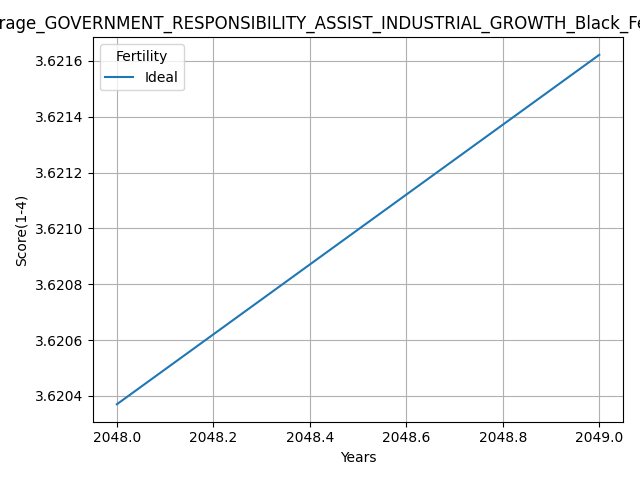 rage_GOVERNMENT_RESPONSIBILITY_ASSIST_INDUSTRIAL_GROWTH_Black_Fe
Fertility
Ideal
3.6216
3.6214
3.6212
3.6210
3.6208
3.6206
3.6204
Score(1-4)
2048.0 2048.2 2048.4 2048.6 2048.8 2049.0
Years